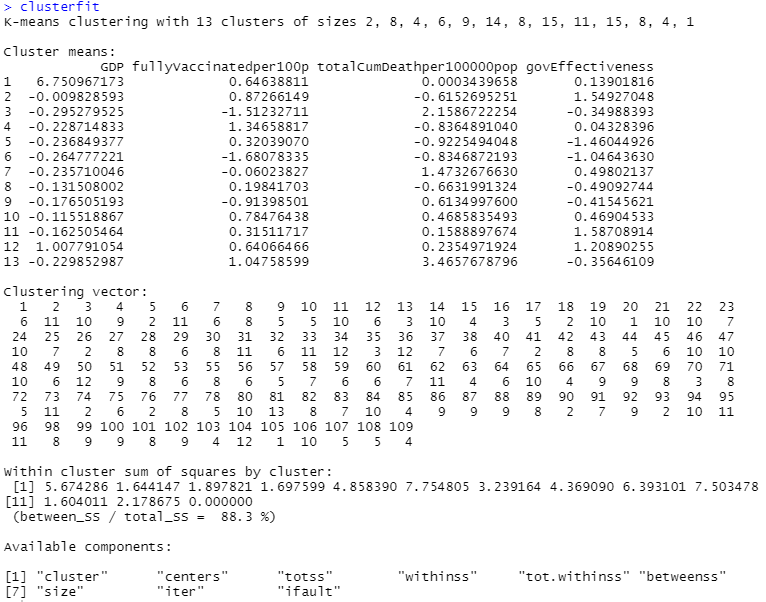 > clusterfit
K-means clustering with 13 clusters of sizes 2, 8, 4, 6, 9, 14, 8, 15, 11, 15, 8, 4, 1
Cluster means:
GDP fullyVaccinatedper100p totalCumDeathper100000pop govEffectiveness
1 6.750967173 0.64638811 0.0003439658 0.13901816
2 -0.009828593 0.87266149 -0.6152695251 1.54927048
3 -0.295279525 -1.51232711 2.1586722254 -0.34988393
4 -0.228714833 1.34658817 -0.8364891040 0.04328396
5 -0.236849377 0.32039070 -0.9225494048 -1.46044926
6 -0.264777221 -1.68078335 -0.8346872193 -1.04643630
7 -0.235710046 -0.06023827 1.4732676630 0.49802137
8 -0.131508002 0.19841703 -0.6631991324 -0.49092744
9 -0.176505193 -0.91398501 0.6134997600 -0.41545621
10 -0.115518867 0.78476438 0.4685835493 0.46904533
11 -0.162505464 0.31511717 0.1588897674 1.58708914
12 1.007791054 0.64066466 0.2354971924 1.20890255
13 -0.229852987 1.04758599 3.4657678796 -0.35646109
Clustering vector:
1 2 3 4 5 6 7 8 9 10 11 12 13 14 15 16 17 18 19 20 21 22 23
6 11 10 9 2 11 6 8 5 5 10 6 3 10 4 3 5 2 10 1 10 10 7
24 25 26 27 28 29 30 31 32 33 34 35 36 37 38 40 41 42 43 44 45 46 47
10 7 2 8 8 6 8 11 6 11 12 3 12 7 6 7 2 8 8 5 6 10 10
48 49 50 51 52 53 55 56 57 58 59 60 61 62 63 64 65 66 67 68 69 70 71
10 6 12 9 8 6 8 6 5 7 6 6 7 11 4 6 10 4 9 9 8 3 8
72 73 74 75 76 77 78 80 81 82 83 84 85 86 87 88 89 90 91 92 93 94 95
5 11 2 6 2 8 5 10 13 8 7 10 4 9 9 9 8 2 7 9 2 10 11
96 98 99 100 101 102 103 104 105 106 107 108 109
11 8 9 9 8 9 4 12 1 10 5 5 4
Within cluster sum of squares by cluster:
[1] 5.674286 1.644147 1.897821 1.697599 4.858390 7.754805 3.239164 4.369090 6.393101 7.503478
[11] 1.604011 2.178675 0.000000
(between_SS / total_SS = 88.3 %)
Available components:
[1] "cluster" "centers" "totss" "withinss" "tot.withinss" "betweenss"
[7] "size" "iter" "ifault"